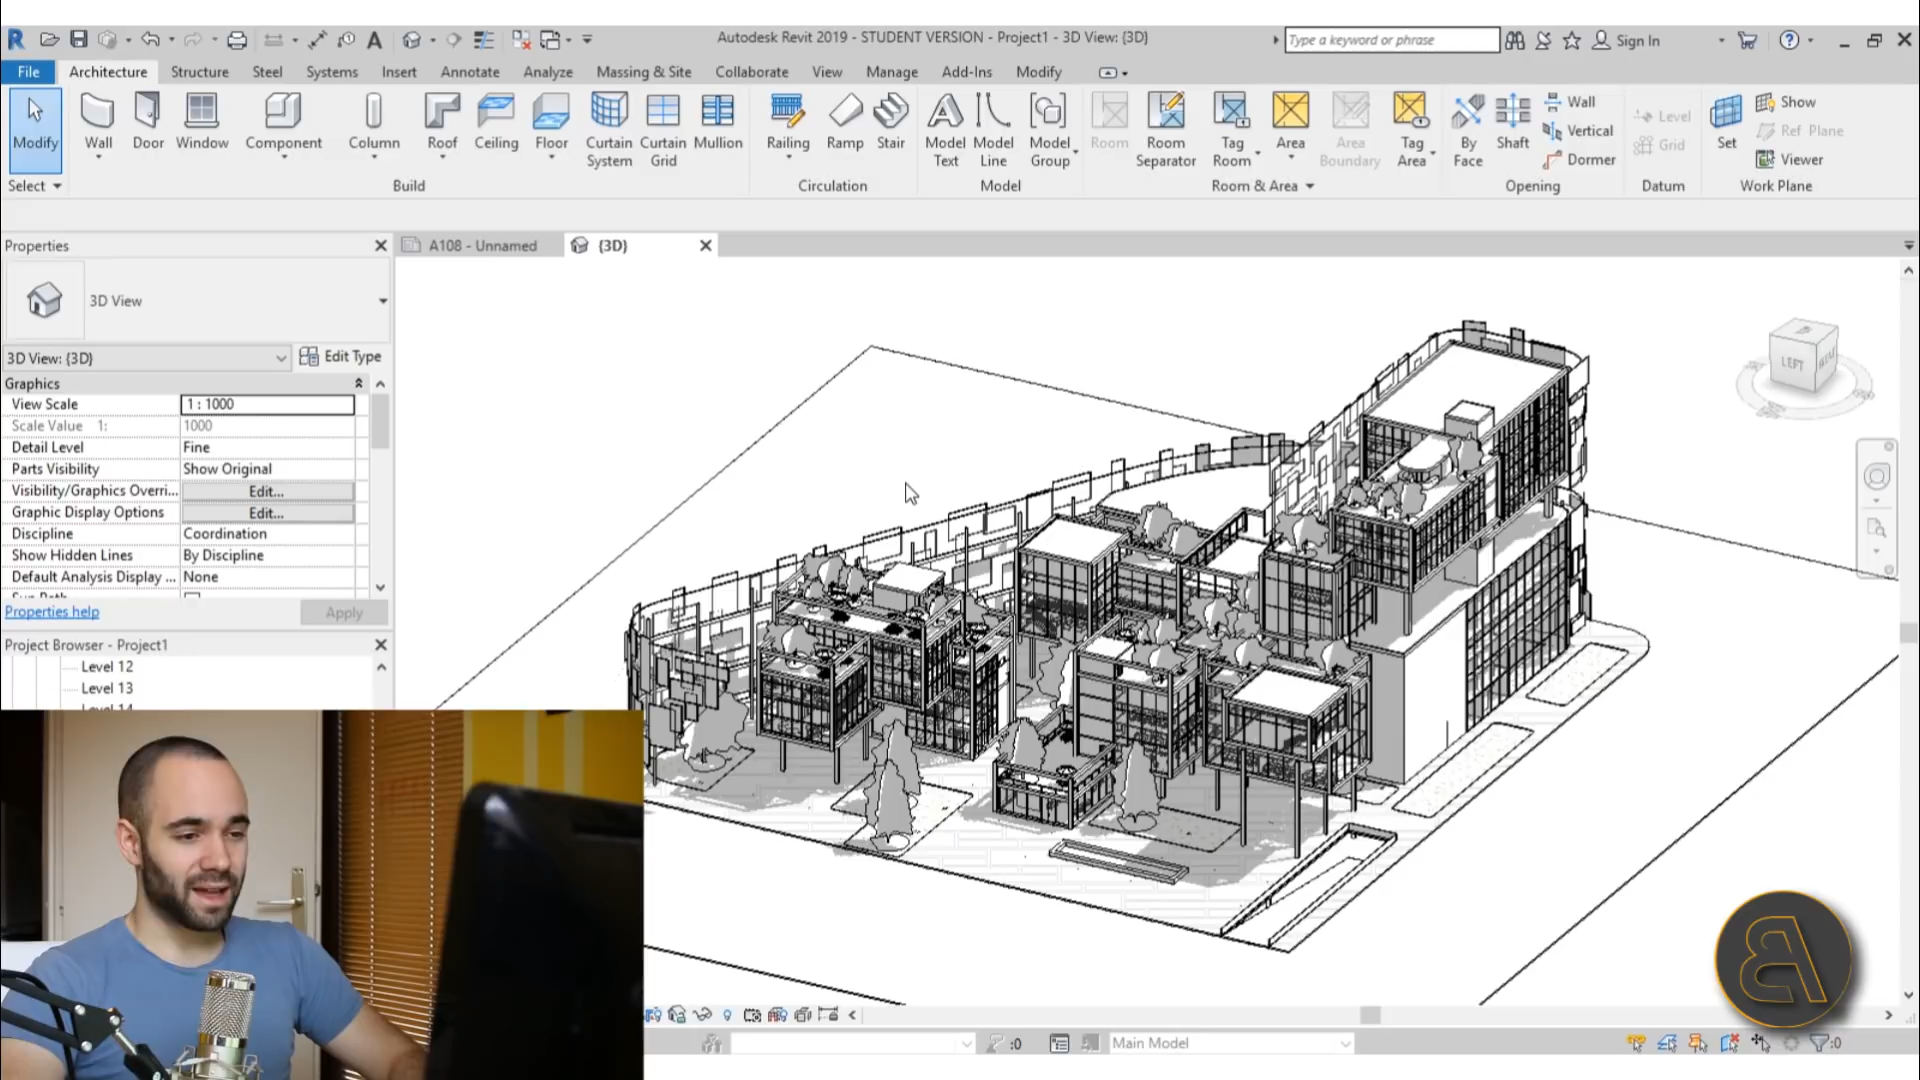 Autodesk Revit 2019 - STUDENT VERSION - Project1 - 3D View: {3D}
Type a keyword or phrase
Sign In
File Architecture Structure Steel Systems Insert Annotate Analyze Massing & Site Collaborate View Manage Add-Ins Modify
Modify
Wall
Door
Window
Component
Column
Roof
Ceiling
Floor
Curtain System
Curtain Grid
Mullion
Railing
Ramp
Stair
Model Text
Model Line
Model Group
Room
Room Separator
Tag Room
Area
Area Boundary
Tag Area
By Face
Shaft
Wall
Vertical
Dormer
Level
Grid
Set
Show
Ref Plane
Viewer
Select
Build
Circulation
Model
Room & Area
Opening
Datum
Work Plane
Properties
A108 - Unnamed
{3D}
3D View
3D View: {3D}
Edit Type
Graphics
View Scale 1 : 1000
Scale Value 1: 1000
Detail Level Fine
Parts Visibility Show Original
Visibility/Graphics Overri... Edit...
Graphic Display Options Edit...
Discipline Coordination
Show Hidden Lines By Discipline
Default Analysis Display ... None
Properties help
Apply
Project Browser - Project1
Level 12
Level 13
LEFT
:0
Main Model
:0